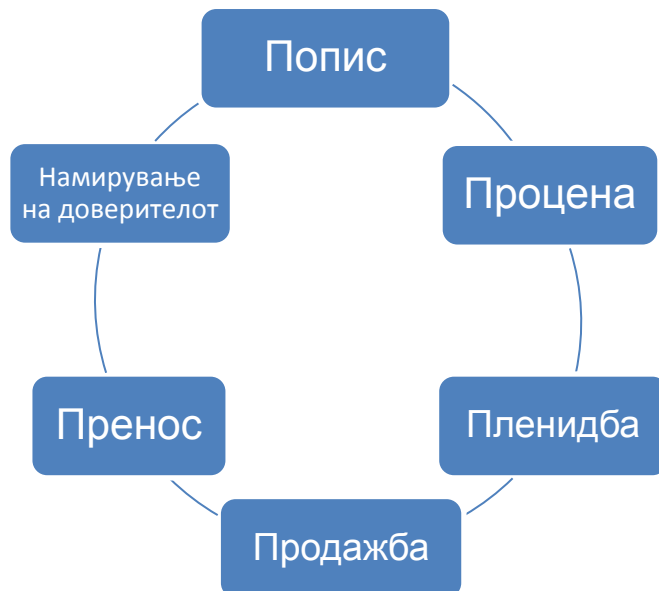 Попис
Процена
Пленидба
Продажба
Пренос
Намирување
на доверителот